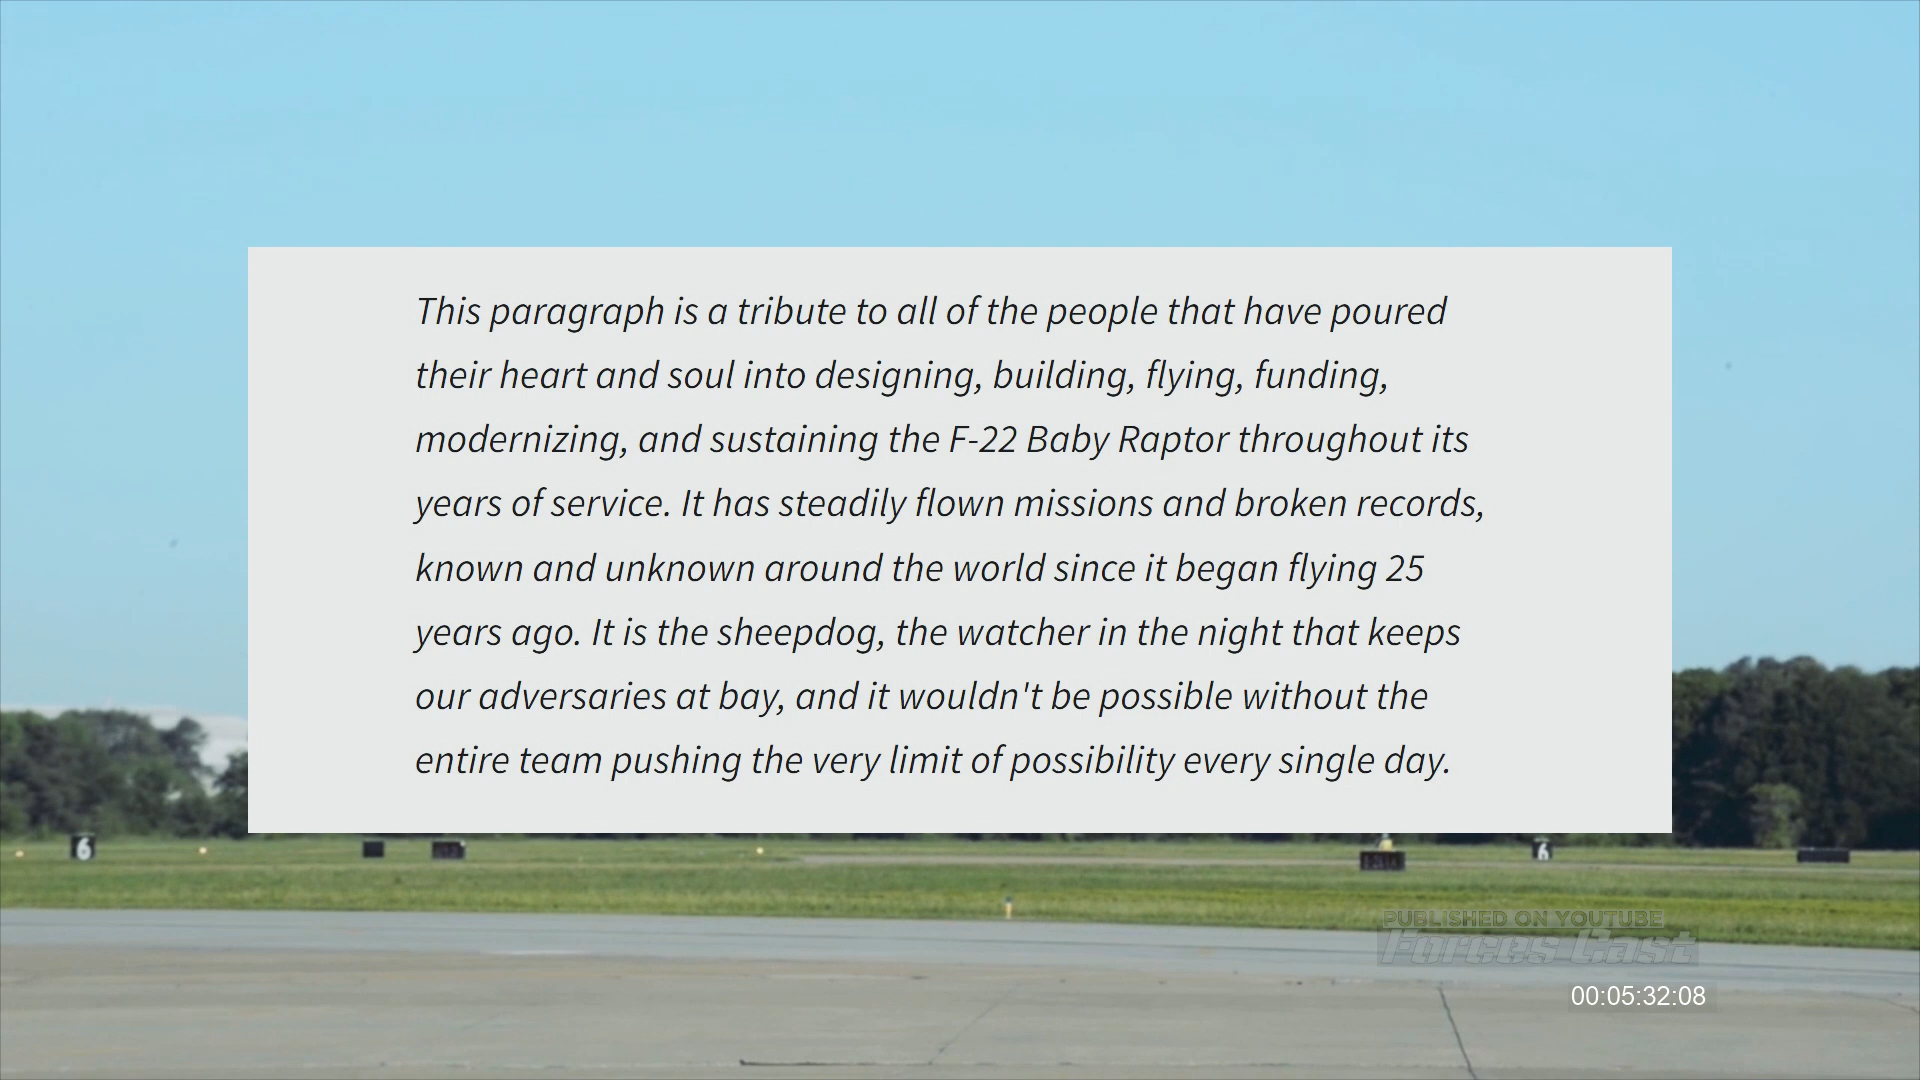 This paragraph is a tribute to all of the people that have poured
their heart and soul into designing, building, flying, funding,
modernizing, and sustaining the F-22 Baby Raptor throughout its
years of service. It has steadily flown missions and broken records,
known and unknown around the world since it began flying 25
years ago. It is the sheepdog, the watcher in the night that keeps
our adversaries at bay, and it wouldn't be possible without the
entire team pushing the very limit of possibility every single day.
6
6
PUBLISHED ON YOUTUBE
Forces Cast
00:05:32:08